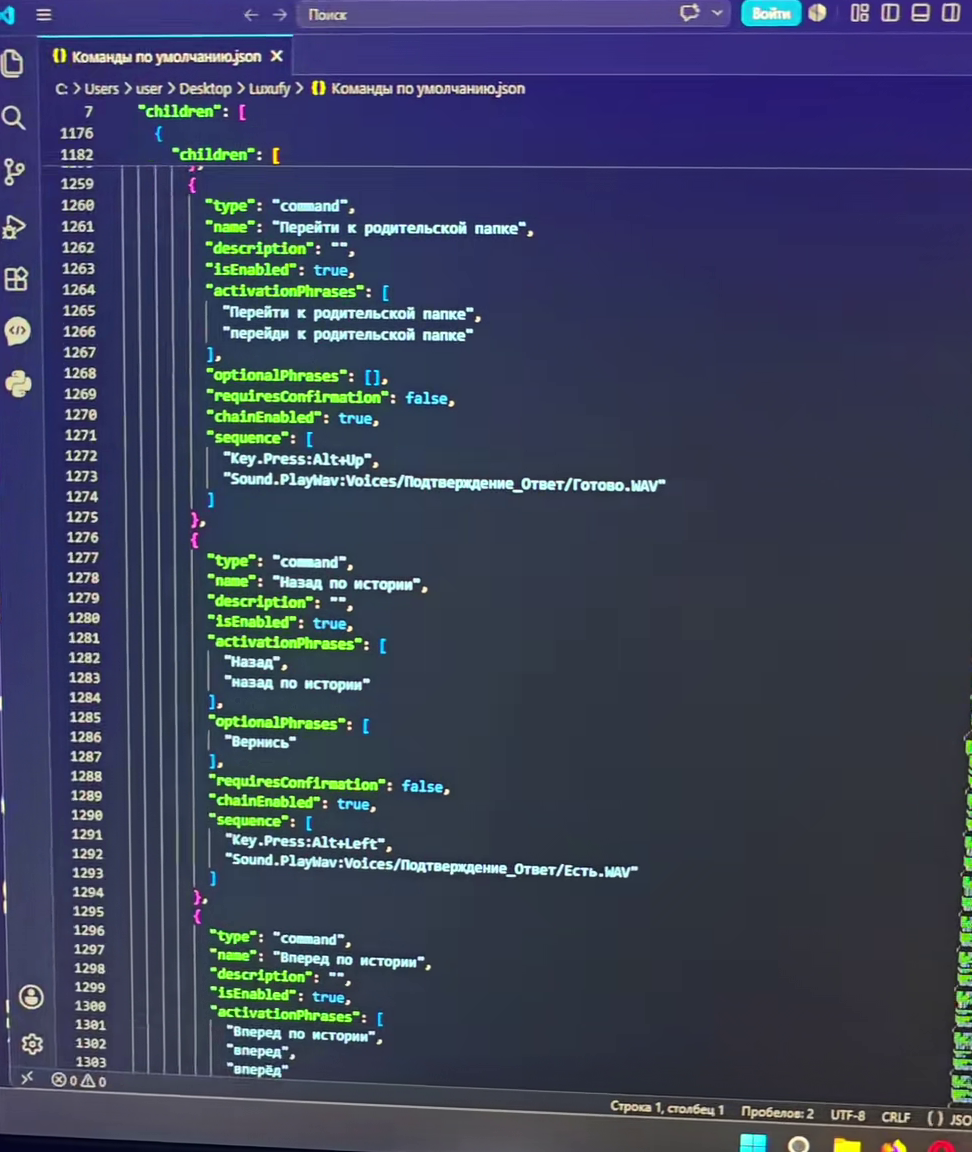 Поиск
Войти
Команды по умолчанию.json
C: > Users > user > Desktop > Luxufy > {} Команды по умолчанию.json
7 "children": [
1176 {
1182 "children": [
},
1259 {
1260 "type": "command",
1261 "name": "Перейти к родительской папке",
1262 "description": "",
1263 "isEnabled": true,
1264 "activationPhrases": [
1265 "Перейти к родительской папке",
1266 "перейди к родительской папке"
1267 ],
1268 "optionalPhrases": [],
1269 "requiresConfirmation": false,
1270 "chainEnabled": true,
1271 "sequence": [
1272 "Key.Press:Alt+Up",
1273 "Sound.PlayWav:Voices/Подтверждение_Ответ/Готово.WAV"
1274 ]
1275 },
1276 {
1277 "type": "command",
1278 "name": "Назад по истории",
1279 "description": "",
1280 "isEnabled": true,
1281 "activationPhrases": [
1282 "Назад",
1283 "назад по истории"
1284 ],
1285 "optionalPhrases": [
1286 "Вернись"
1287 ],
1288 "requiresConfirmation": false,
1289 "chainEnabled": true,
1290 "sequence": [
1291 "Key.Press:Alt+Left",
1292 "Sound.PlayWav:Voices/Подтверждение_Ответ/Есть.WAV"
1293 ]
1294 },
1295 {
1296 "type": "command",
1297 "name": "Вперед по истории",
1298 "description": "",
1299 "isEnabled": true,
1300 "activationPhrases": [
1301 "Вперед по истории",
1302 "вперед",
1303 "вперёд"
0 0
Строка 1, столбец 1 Пробелов: 2 UTF-8 CRLF {} JSO